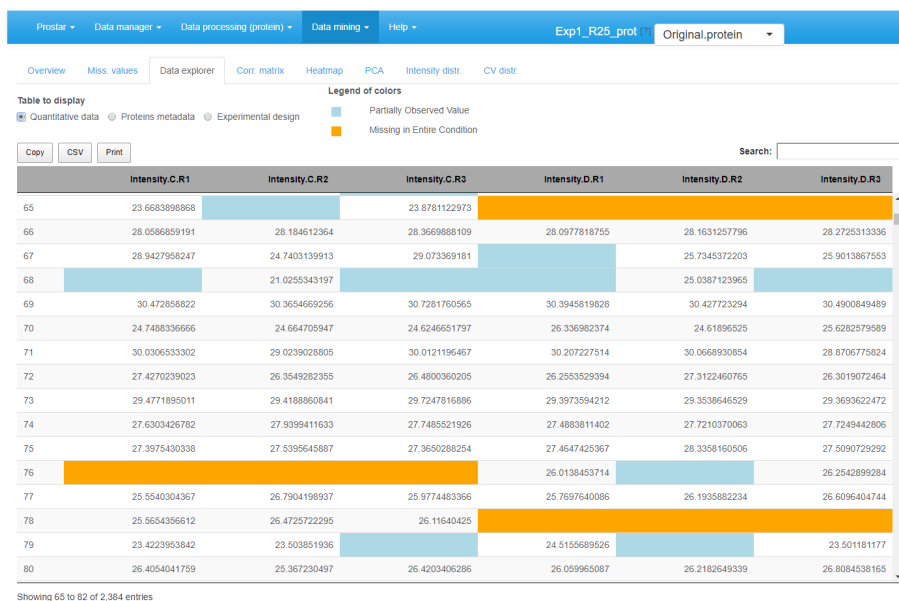 Prostar Data manager Data processing (protein) Data mining Help Exp1_R25_prot [?] Original.protein
Overview Miss. values Data explorer Corr. matrix Heatmap PCA Intensity distr. CV distr.
Legend of colors
Table to display
Partially Observed Value
Quantitative data Proteins metadata Experimental design
Missing in Entire Condition
Copy CSV Print Search:
Intensity.C.R1 Intensity.C.R2 Intensity.C.R3 Intensity.D.R1 Intensity.D.R2 Intensity.D.R3
65 23.6683898868 23.8781122973
66 28.0586859191 28.184612364 28.3669888109 28.0977818755 28.1631257796 28.2725313336
67 28.9427958247 24.7403139913 29.073369181 25.7345372203 25.9013867553
68 21.0255343197 25.0387123965
69 30.472858822 30.3654669256 30.7281760565 30.3945819828 30.427723294 30.4900849489
70 24.7488336666 24.664705947 24.6246651797 26.336982374 24.61896525 25.6282579589
71 30.0306533302 29.0239028805 30.0121196467 30.207227514 30.0668930854 28.8706775824
72 27.4270239023 26.3549282355 26.4800360205 26.2553529394 27.3122460765 26.3019072464
73 29.4771895011 29.4188860841 29.7247816886 29.3973594212 29.3538646529 29.3693622472
74 27.6303426782 27.9399411633 27.7485521926 27.4883811402 27.7210370063 27.7249442806
75 27.3975430338 27.5395645887 27.3650288254 27.4647425367 28.3358160506 27.5090729292
76 26.0138453714 26.2542899284
77 25.5540304367 26.7904198937 25.9774483366 25.7697640086 26.1935882234 26.6096404744
78 25.5654356612 26.4725722295 26.11640425
79 23.4223953842 23.503851936 24.5155689526 23.501181177
80 26.4054041759 25.367230497 26.4203406286 26.059965087 26.2182649339 26.8084538165
Showing 65 to 82 of 2,384 entries